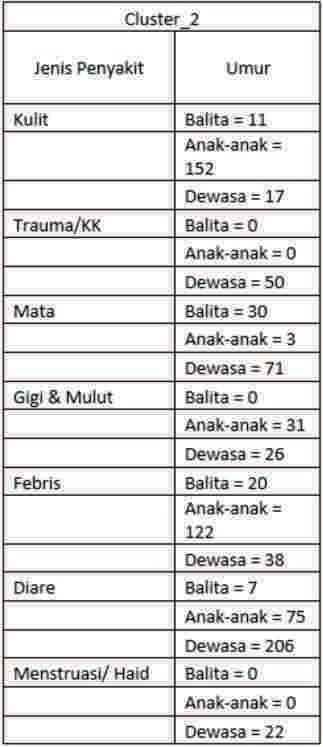 Cluster_2
Jenis Penyakit Umur
Kulit Balita = 11
Anak-anak =
152
Dewasa = 17
Trauma/KK Balita = 0
Anak-anak = 0
Dewasa = 50
Mata Balita = 30
Anak-anak = 3
Dewasa = 71
Gigi & Mulut Balita = 0
Anak-anak = 31
Dewasa = 26
Febris Balita = 20
Anak-anak =
122
Dewasa = 38
Diare Balita = 7
Anak-anak = 75
Dewasa = 206
Menstruasi/ Haid Balita = 0
Anak-anak = 0
Dewasa = 22